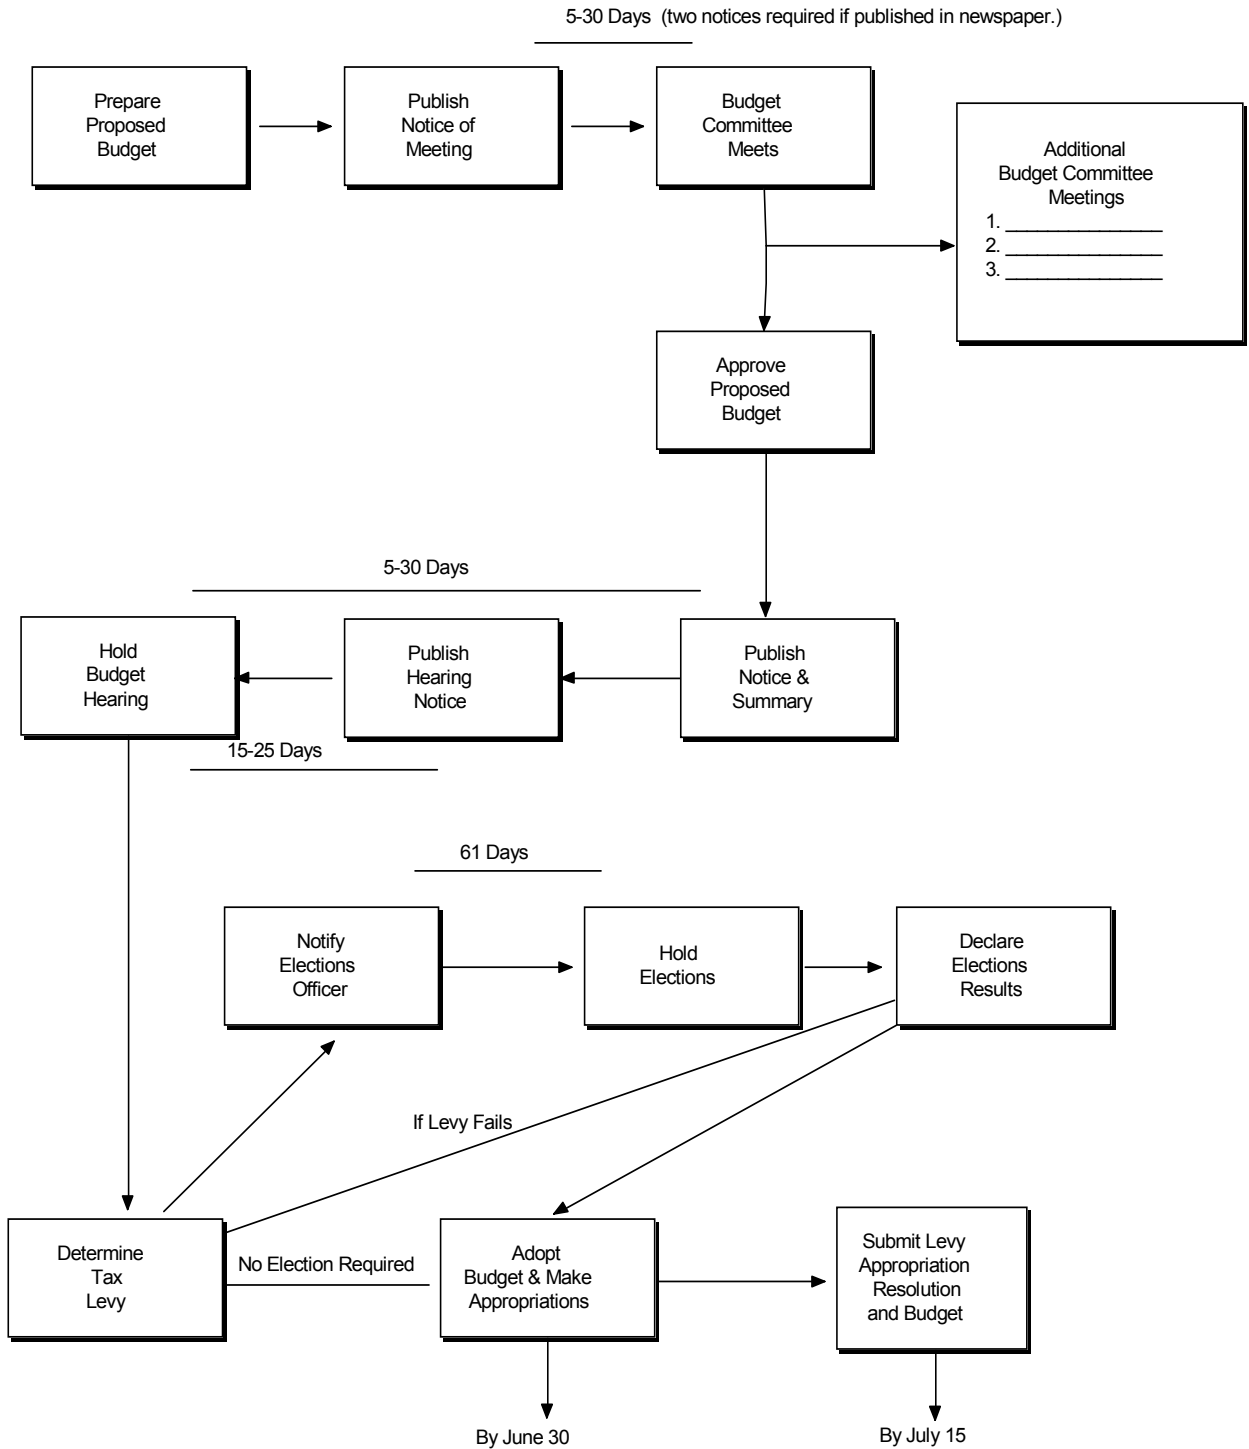 5-30 Days (two notices required if published in newspaper.)
Prepare
Proposed
Budget
Publish
Notice of
Meeting
Budget
Committee
Meets
Additional
Budget Committee
Meetings
1. _______________
2. _______________
3. _______________
Approve
Proposed
Budget
5-30 Days
Hold
Budget
Hearing
Publish
Hearing
Notice
Publish
Notice &
Summary
15-25 Days
61 Days
Notify
Elections
Officer
Hold
Elections
Declare
Elections
Results
If Levy Fails
Determine
Tax
Levy
No Election Required
Adopt
Budget & Make
Appropriations
Submit Levy
Appropriation
Resolution
and Budget
By June 30
By July 15